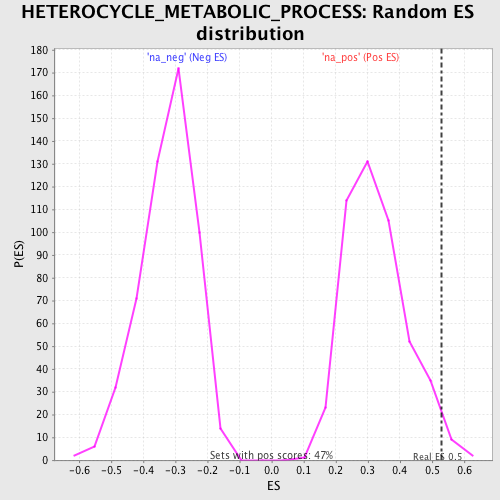 HETEROCYCLE_METABOLIC_PROCESS: Random ES
distribution
'na_neg' (Neg ES)
'na_pos' (Pos ES)
180
170
160
150
140
130
120
110
100
90
80
70
60
50
40
30
20
10
0
P(ES)
Sets with pos scores: 47%
Real ES 0.5
-0.6 -0.5 -0.4 -0.3 -0.2 -0.1 0.0 0.1 0.2 0.3 0.4 0.5 0.6
ES